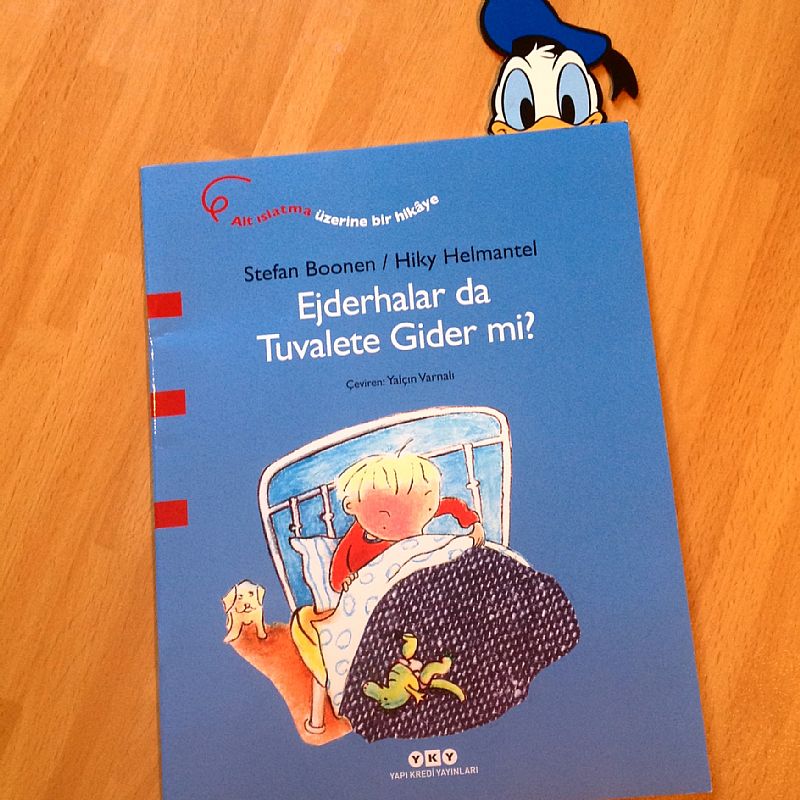 Alt ıslatma üzerine bir hikâye
Stefan Boonen / Hiky Helmantel
Ejderhalar da
Tuvalete Gider mi?
Çeviren: Yalçın Varnalı
YKY
YAPI KREDİ YAYINLARI